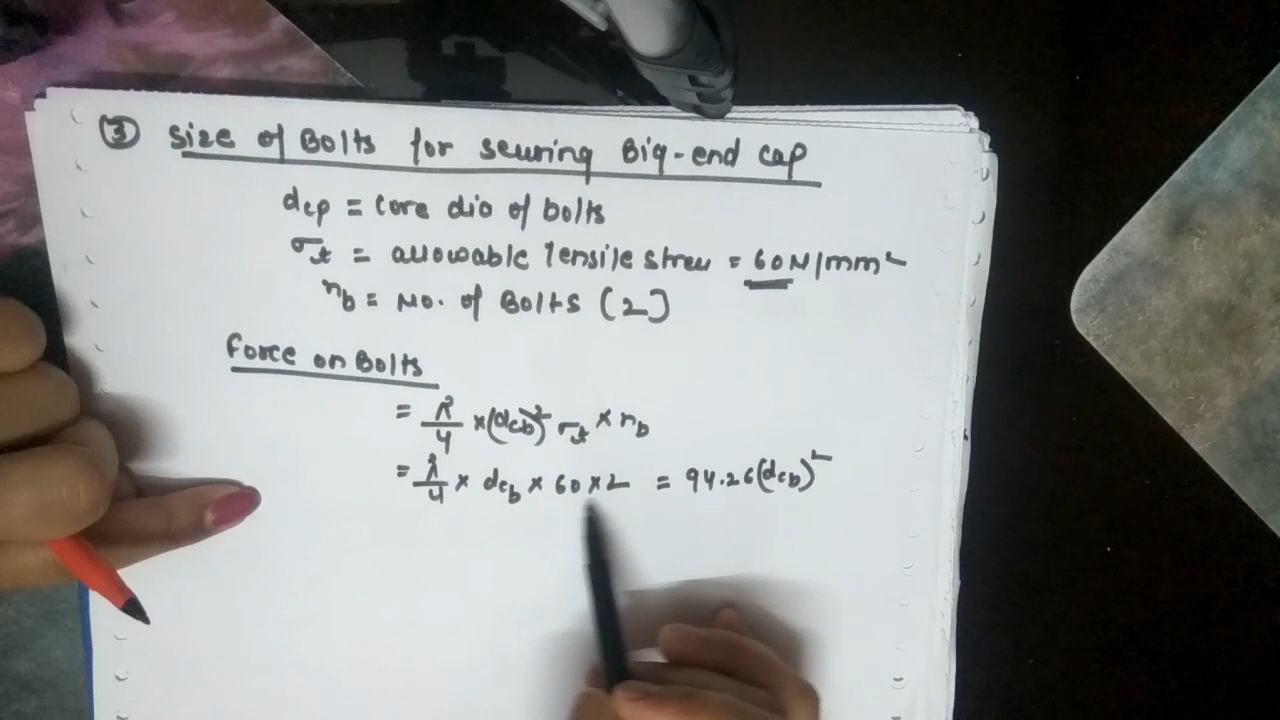 ③ Size of Bolts for securing Big-end cap
dcp = core dia of bolts
σt = allowable tensile stress = 60N/mm²
nb = No. of Bolts (2)
Force on Bolts
= π/4 × (dcb)² σt × nb
= π/4 × dcb × 60 × 2 = 94.26(dcb)²